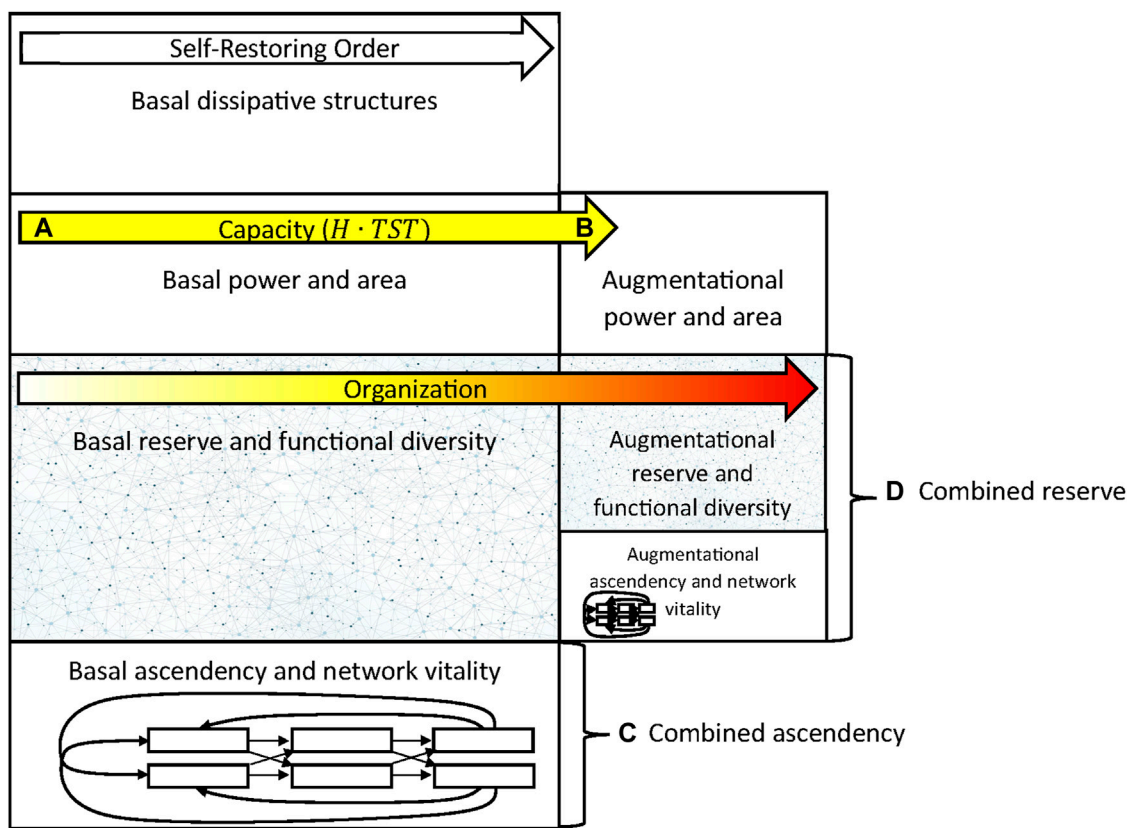 Self-Restoring Order
Basal dissipative structures
A
Capacity (H · TST)
B
Basal power and area
Augmentational
power and area
Organization
Basal reserve and functional diversity
Augmentational
reserve and
functional diversity
D Combined reserve
Augmentational
ascendency and network
vitality
Basal ascendency and network vitality
C Combined ascendency